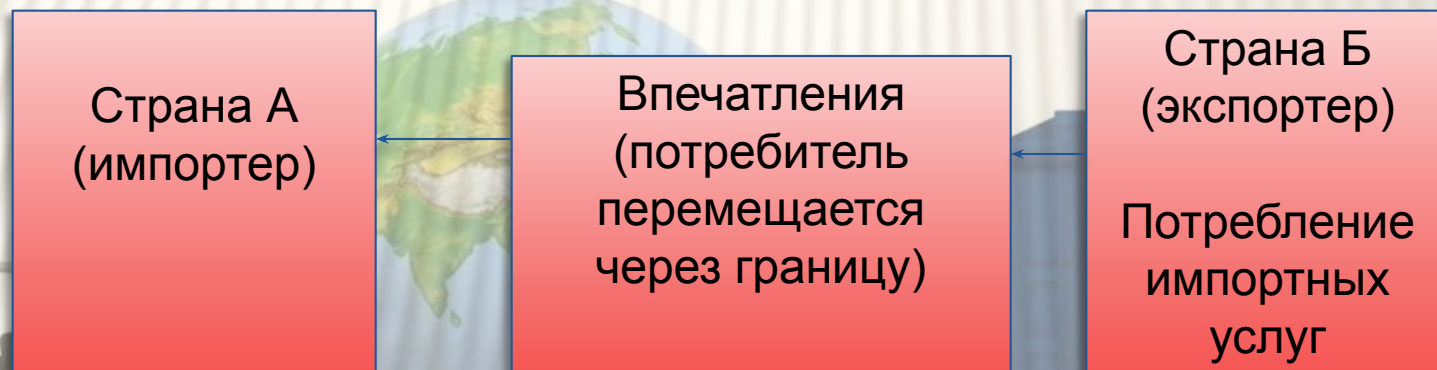 Страна А
(импортер)
Впечатления
(потребитель
перемещается
через границу)
Страна Б
(экспортер)
Потребление
импортных
услуг